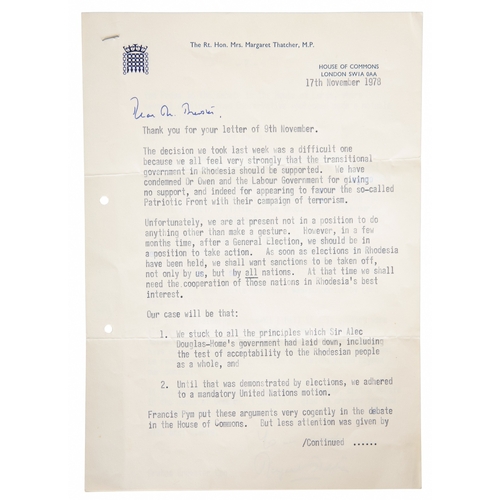 The Rt. Hon. Mrs. Margaret Thatcher, M.P.
HOUSE OF COMMONS
LONDON SW1A 0AA
17th November 1978
Dear Mr.
Thank you for your letter of 9th November.
The decision we took last week was a difficult one
because we all feel very strongly that the transitional
government in Rhodesia should be supported. We have
condemned Dr Owen and the Labour Government for giving
no support, and indeed for appearing to favour the so-called
Patriotic Front with their campaign of terrorism.
Unfortunately, we are at present not in a position to do
anything other than make a gesture. However, in a few
months time, after a General Election, we should be in
a position to take action. As soon as elections in Rhodesia
have been held, we shall want sanctions to be taken off,
not only by us, but by all nations. At that time we shall
need the cooperation of these nations in Rhodesia's best
interest.
Our case will be that:
1. We stuck to all the principles which Sir Alec
Douglas-Home's government had laid down, including
the test of acceptability to the Rhodesian people
as a whole, and
2. Until that was demonstrated by elections, we adhered
to a mandatory United Nations motion.
Francis Pym put these arguments very cogently in the debate
in the House of Commons. But less attention was given by
/Continued ......